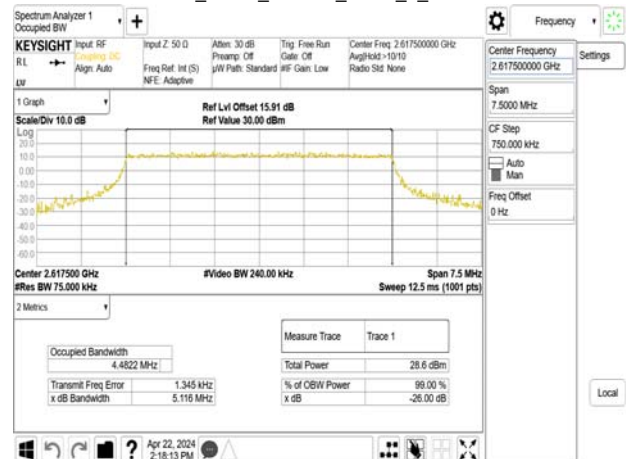 Spectrum Analyzer 1
Occupied BW
Frequency
KEYSIGHT Input: RF Input Z: 50 Ω Atten: 30 dB Trig: Free Run Center Freq: 2.617500000 GHz
RL Coupling: DC Preamp: Off Gate: Off Avg|Hold:>10/10
Align: Auto Freq Ref: Int (S) µW Path: Standard #IF Gain: Low Radio Std: None
NFE: Adaptive
Center Frequency
2.617500000 GHz
Settings
Span
7.5000 MHz
CF Step
750.000 kHz
Auto
Man
Freq Offset
0 Hz
1 Graph
Ref Lvl Offset 15.91 dB
Scale/Div 10.0 dB Ref Value 30.00 dBm
Log
20.0
10.0
0.00
-10.0
-20.0
-30.0
-40.0
-50.0
-60.0
Center 2.617500 GHz #Video BW 240.00 kHz Span 7.5 MHz
#Res BW 75.000 kHz Sweep 12.5 ms (1001 pts)
2 Metrics
Measure Trace Trace 1
Occupied Bandwidth
4.4822 MHz
Total Power 28.6 dBm
Transmit Freq Error 1.345 kHz % of OBW Power 99.00 %
x dB Bandwidth 5.116 MHz x dB -26.00 dB
Local
? Apr 22, 2024
2:18:13 PM